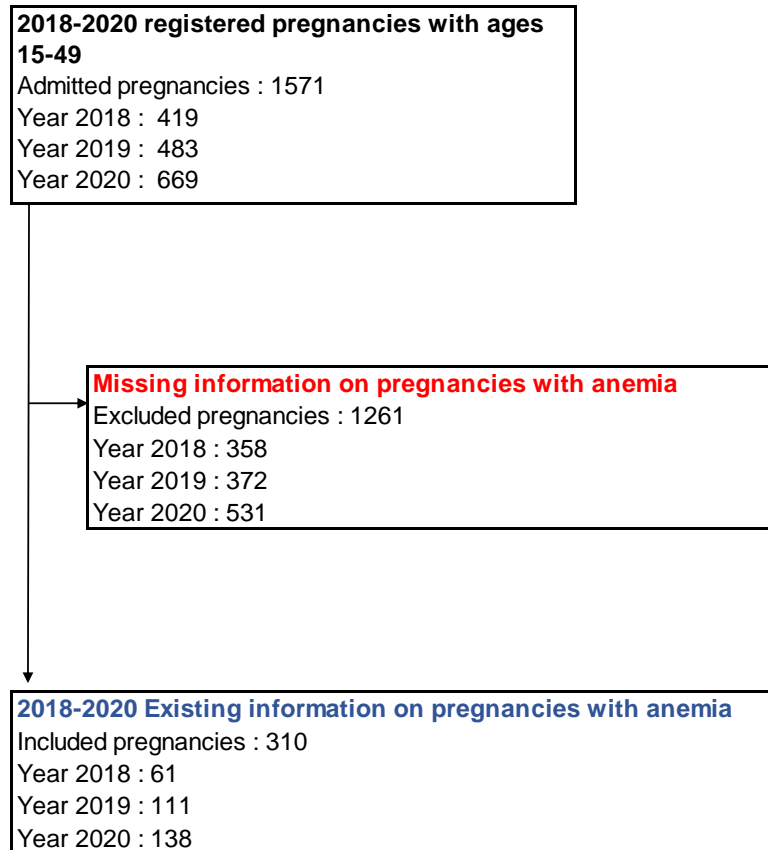 2018-2020 registered pregnancies with ages
15-49
Admitted pregnancies : 1571
Year 2018 :  419
Year 2019 :  483
Year 2020 :  669
Missing information on pregnancies with anemia
Excluded pregnancies : 1261
Year 2018 : 358
Year 2019 : 372
Year 2020 : 531
2018-2020 Existing information on pregnancies with anemia
Included pregnancies : 310
Year 2018 : 61
Year 2019 : 111
Year 2020 : 138